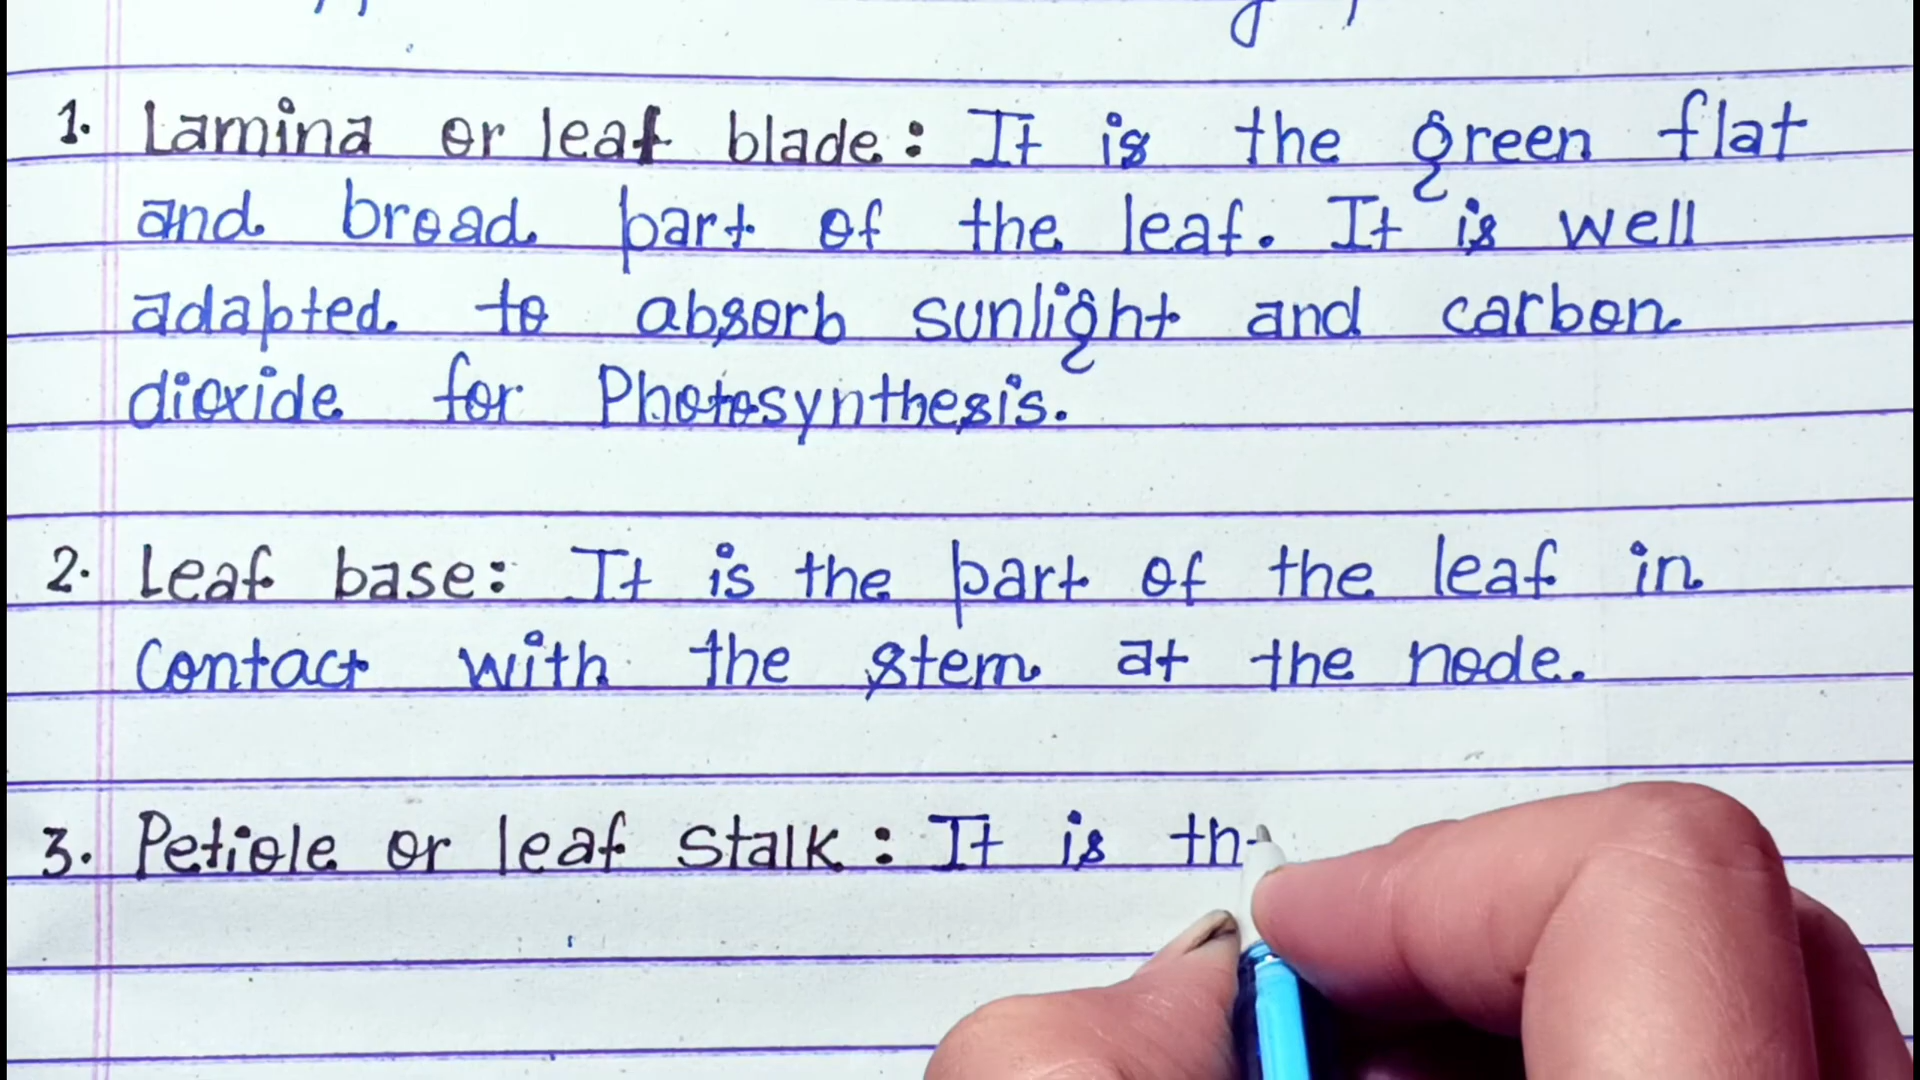 1. Lamina or leaf blade: It is the green flat
and broad part of the leaf. It is well
adapted to absorb sunlight and carbon
dioxide for Photosynthesis.
2. Leaf base: It is the part of the leaf in
contact with the stem at the node.
3. Petiole or leaf stalk: It is th